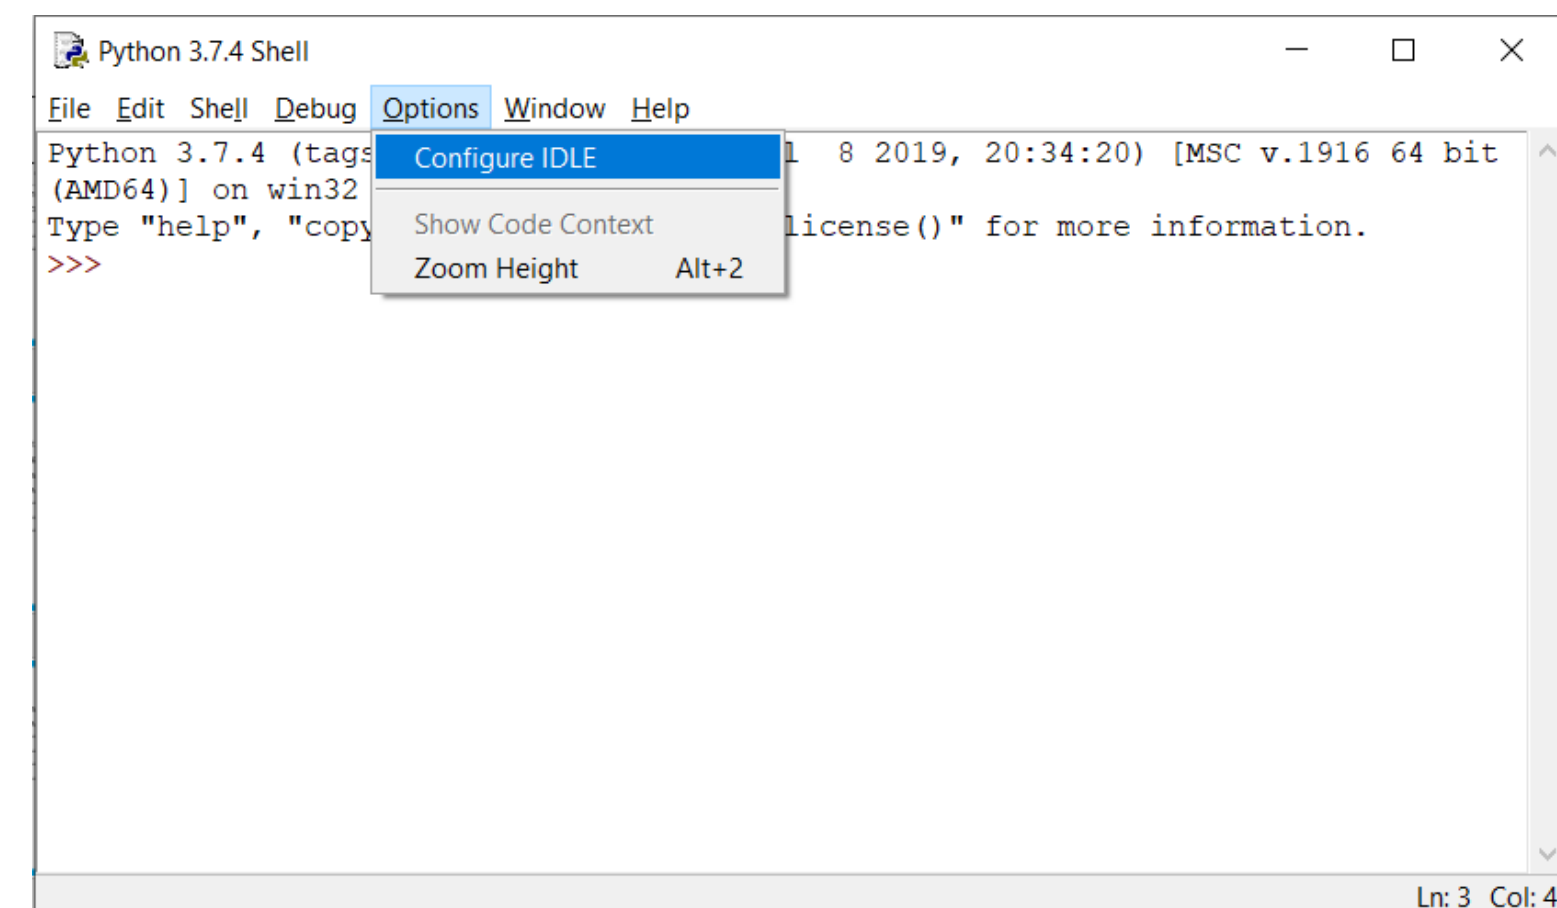 Python 3.7.4 Shell
File Edit Shell Debug Options Window Help
Python 3.7.4 (tags
Configure IDLE
8 2019, 20:34:20) [MSC v.1916 64 bit
(AMD64)] on win32
Show Code Context
Type "help", "copy
license()" for more information.
Zoom Height Alt+2
>>>
Ln: 3 Col: 4